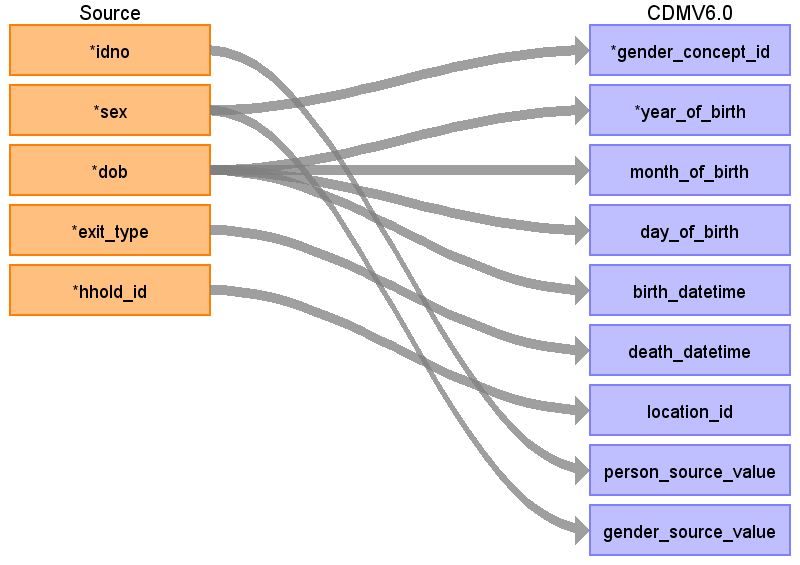 Source
CDMV6.0
*idno
*gender_concept_id
*sex
*year_of_birth
*dob
month_of_birth
*exit_type
day_of_birth
*hhold_id
birth_datetime
death_datetime
location_id
person_source_value
gender_source_value